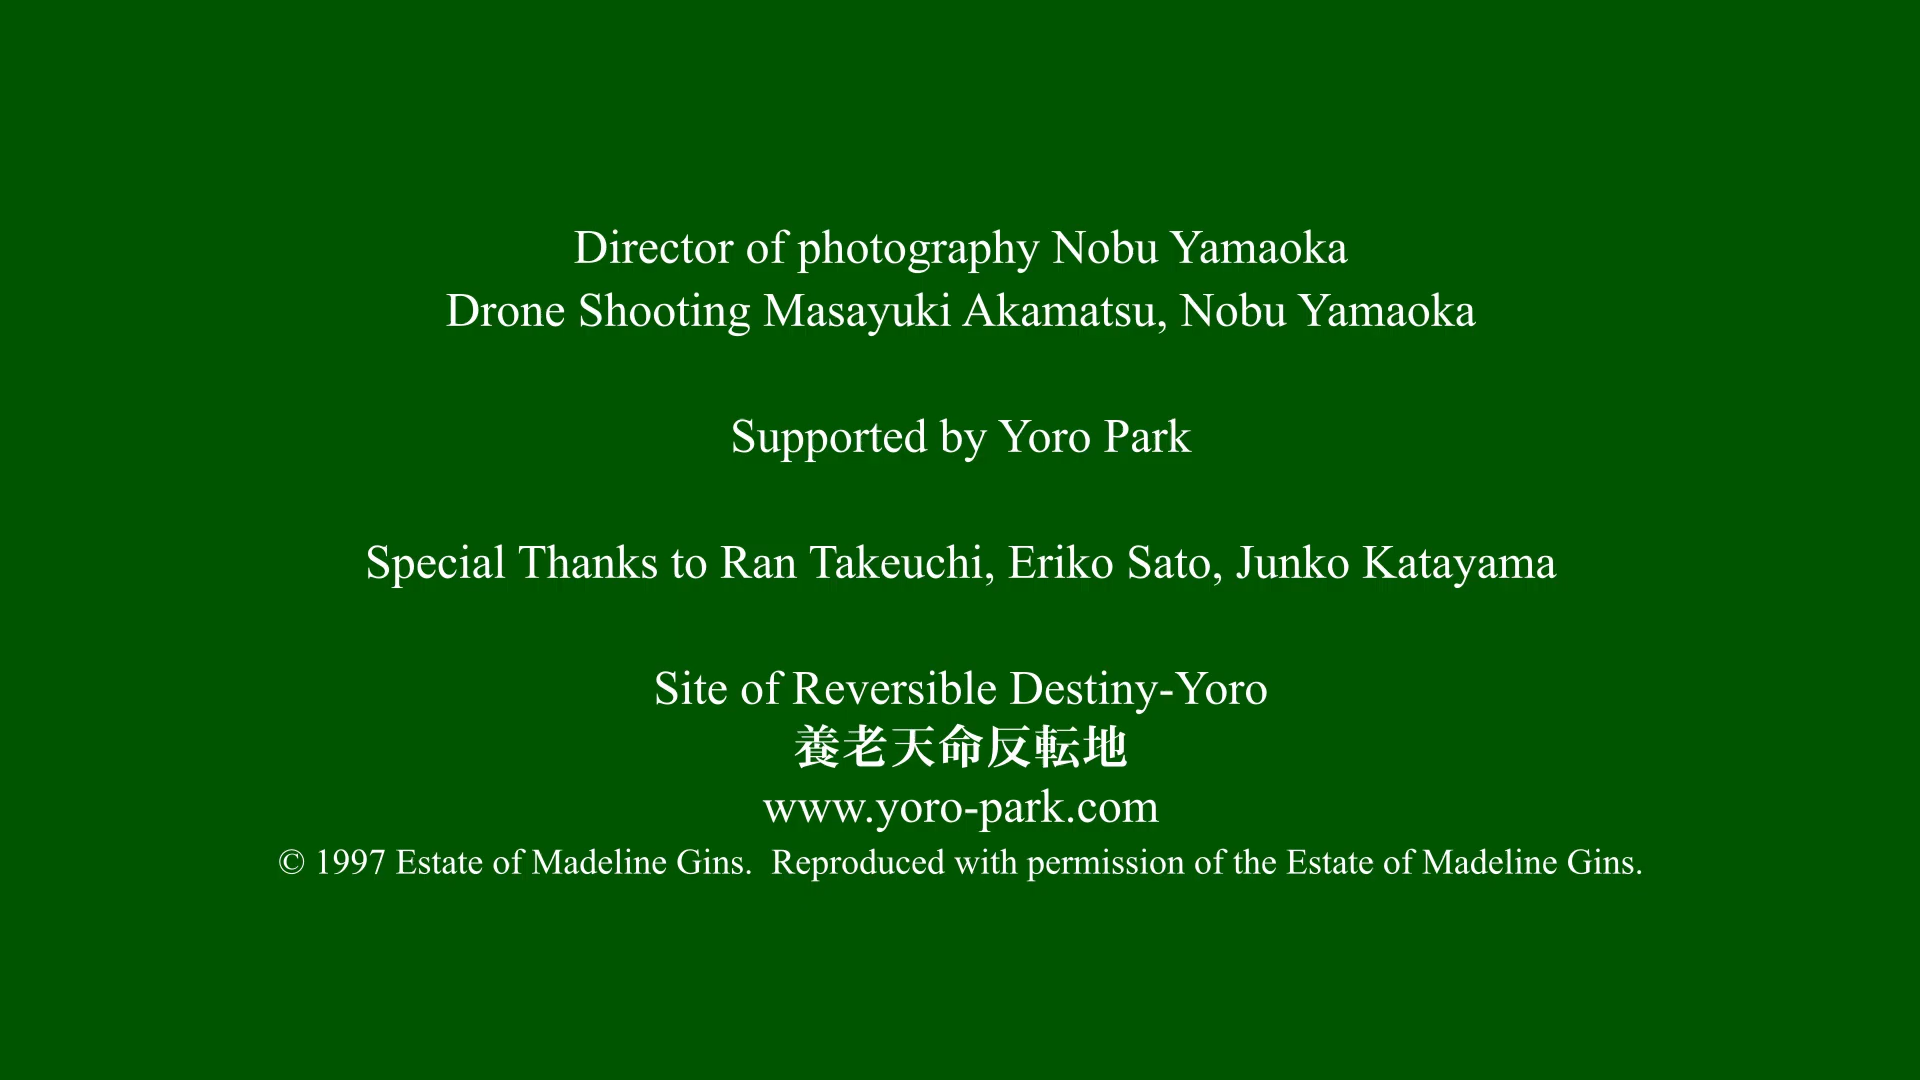 Director of photography Nobu Yamaoka
Drone Shooting Masayuki Akamatsu, Nobu Yamaoka
Supported by Yoro Park
Special Thanks to Ran Takeuchi, Eriko Sato, Junko Katayama
Site of Reversible Destiny-Yoro
養老天命反転地
www.yoro-park.com
© 1997 Estate of Madeline Gins.  Reproduced with permission of the Estate of Madeline Gins.